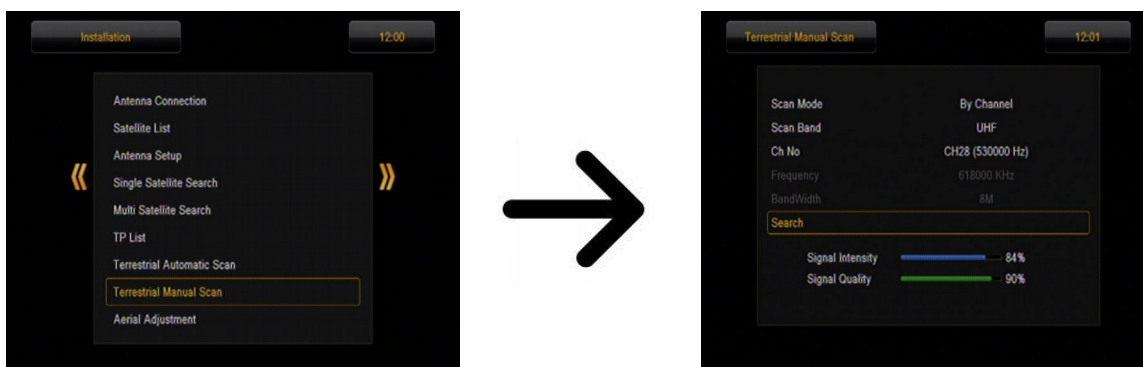 Installation
12:00
Antenna Connection
Satellite List
Antenna Setup
Single Satellite Search
Multi Satellite Search
TP List
Terrestrial Automatic Scan
Terrestrial Manual Scan
Aerial Adjustment
Terrestrial Manual Scan
12:01
Scan Mode By Channel
Scan Band UHF
Ch No CH28 (530000 Hz)
Frequency 618000 KHz
BandWidth 8M
Search
Signal Intensity 84%
Signal Quality 90%